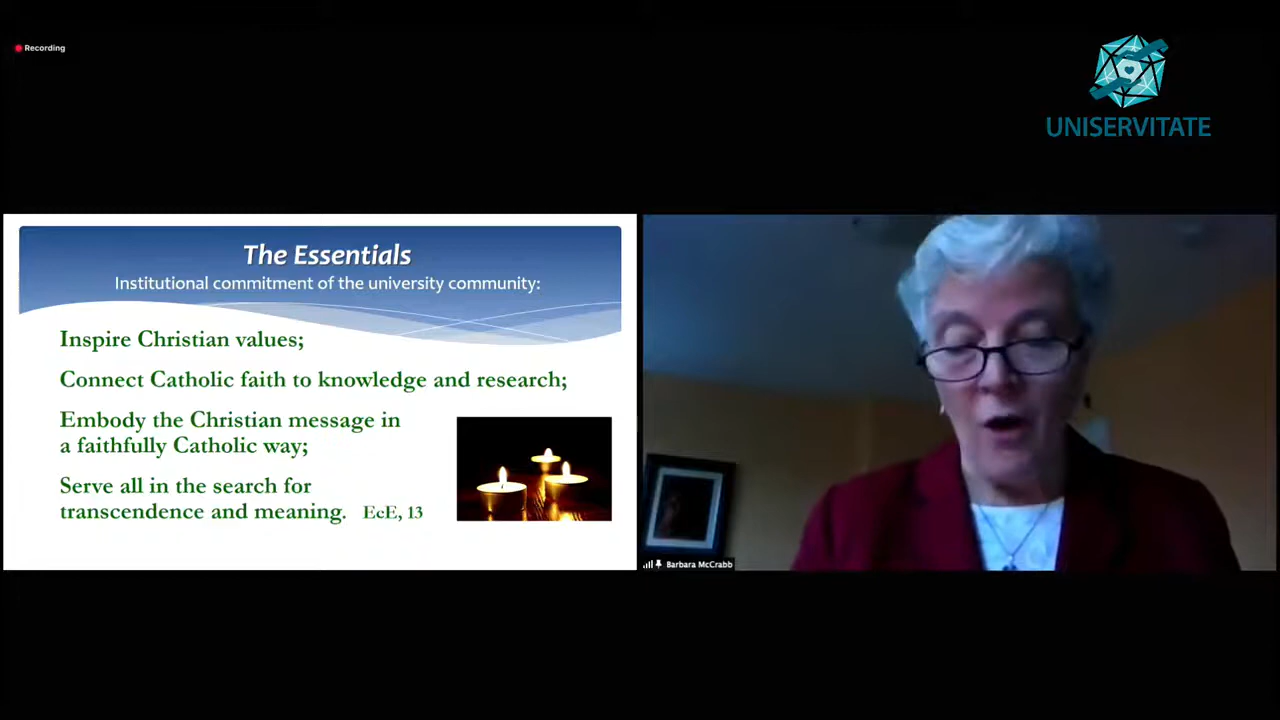 Recording
UNISERVITATE
The Essentials
Institutional commitment of the university community:
Inspire Christian values;
Connect Catholic faith to knowledge and research;
Embody the Christian message in
a faithfully Catholic way;
Serve all in the search for
transcendence and meaning. EcE, 13
Barbara McCrabb